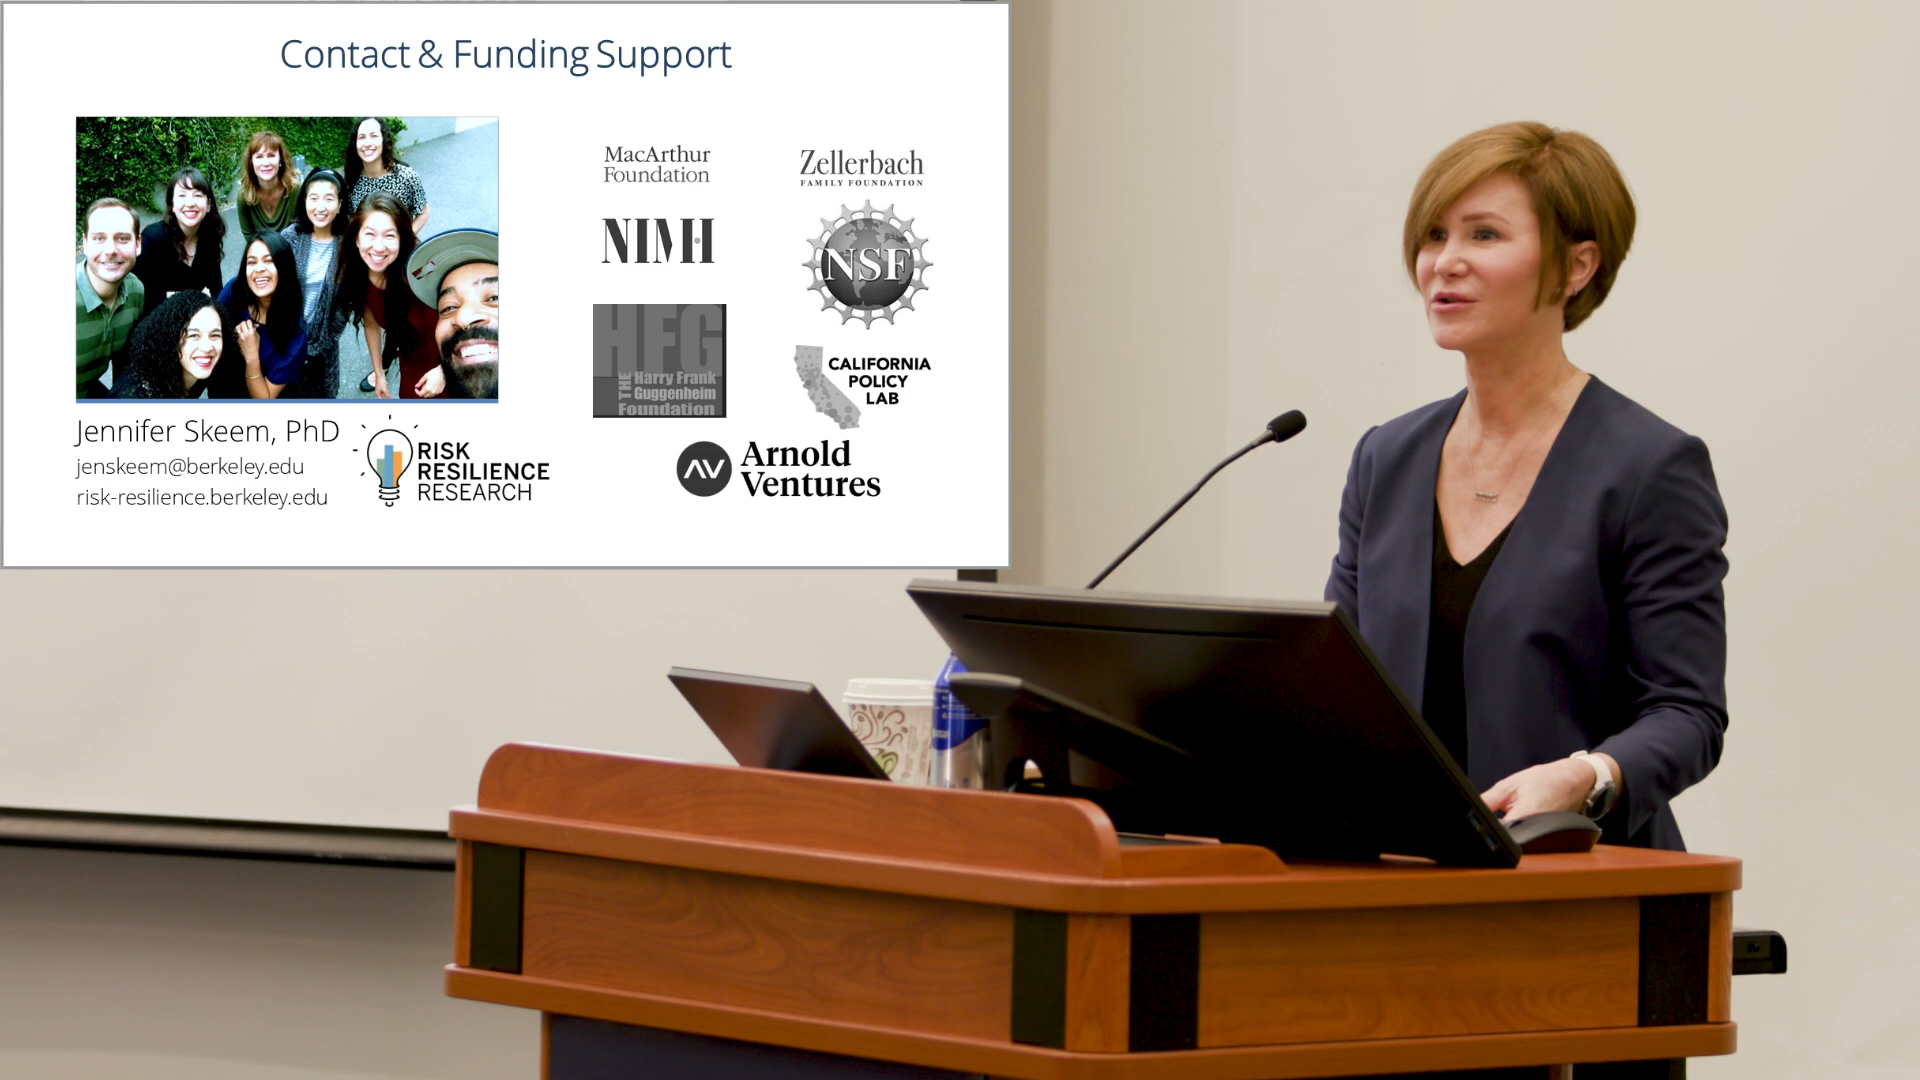 Contact & Funding Support
MacArthur
Foundation
Zellerbach
FAMILY FOUNDATION
NIMH
NSF
HFG
THE Harry Frank
Guggenheim
Foundation
CALIFORNIA
POLICY
LAB
Arnold
Ventures
Jennifer Skeem, PhD
jenskeem@berkeley.edu
risk-resilience.berkeley.edu
RISK
RESILIENCE
RESEARCH